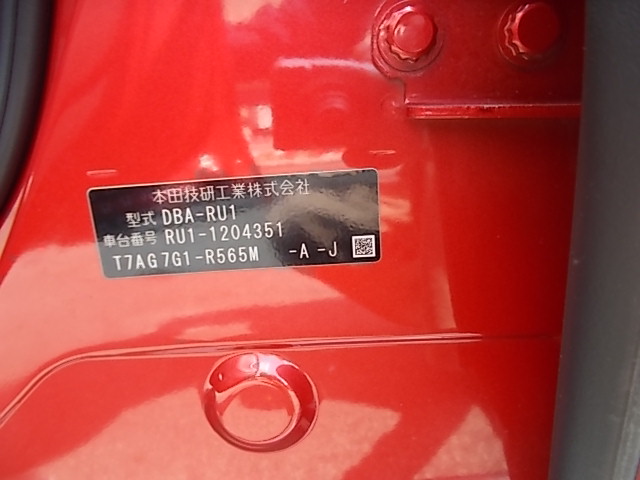 本田技研工業株式会社
型式 DBA-RU1
車台番号 RU1-1204351
T7AG7G1-R565M -A-J